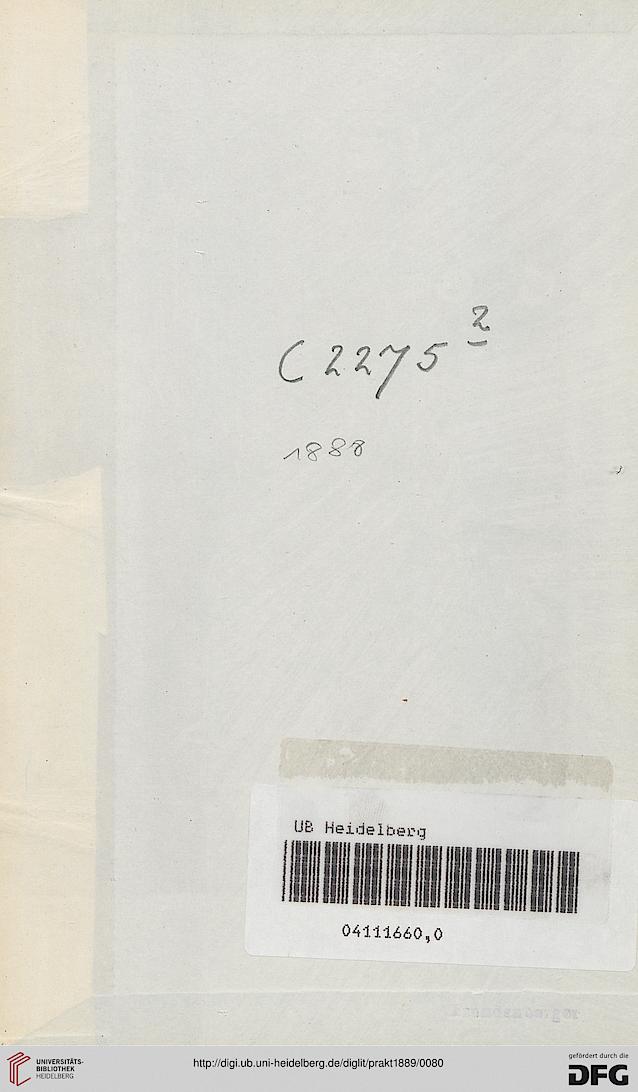 C 2275 2
1888
UB Heidelberg
04111660,0
UNIVERSITÄTS-
BIBLIOTHEK
HEIDELBERG
http://digi.ub.uni-heidelberg.de/diglit/prakt1889/0080
gefördert durch die
DFG